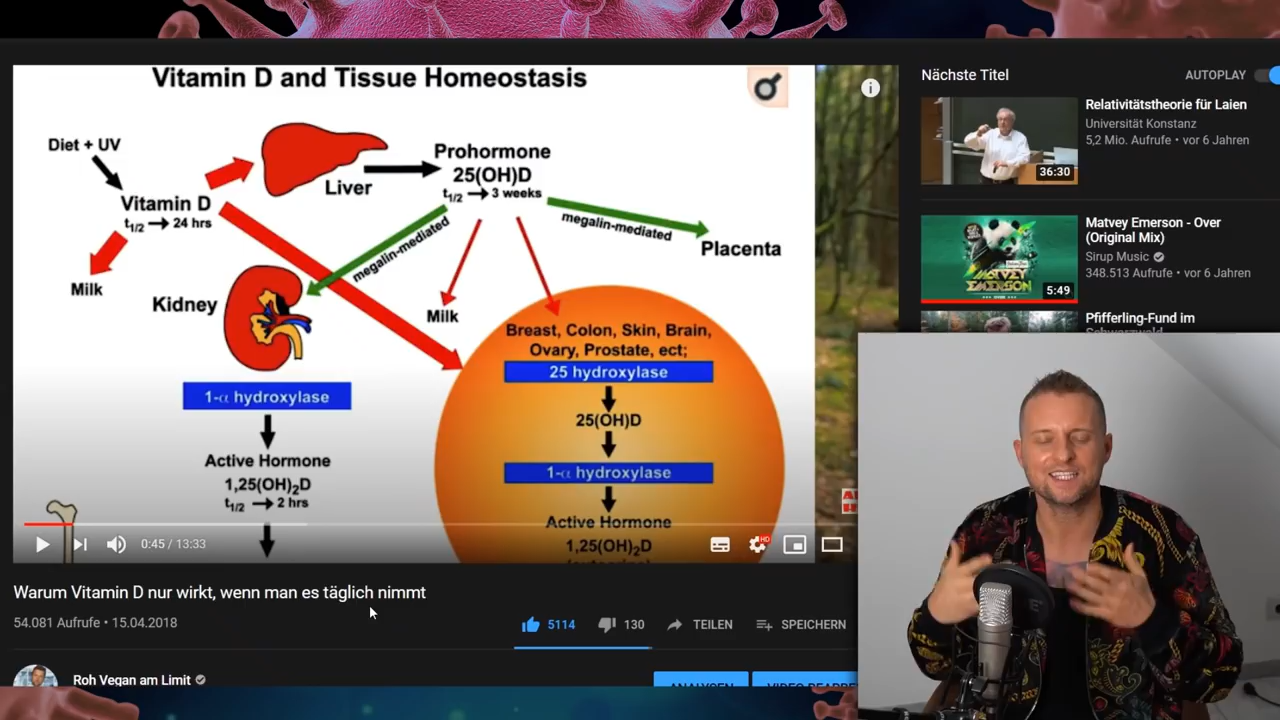 Vitamin D and Tissue Homeostasis
Diet + UV
Vitamin D
t1/2 → 24 hrs
Milk
Liver
Prohormone
25(OH)D
t1/2 → 3 weeks
megalin-mediated
megalin-mediated
Placenta
Kidney
Milk
1-α hydroxylase
Active Hormone
1,25(OH)2D
t1/2 → 2 hrs
Breast, Colon, Skin, Brain,
Ovary, Prostate, ect;
25 hydroxylase
25(OH)D
1-α hydroxylase
Active Hormone
1,25(OH)2D
0:45 / 13:33
HD
Warum Vitamin D nur wirkt, wenn man es täglich nimmt
54.081 Aufrufe • 15.04.2018
5114
130
TEILEN
SPEICHERN
Roh Vegan am Limit
ANALYSEN
Nächste Titel
AUTOPLAY
Relativitätstheorie für Laien
Universität Konstanz
5,2 Mio. Aufrufe • vor 6 Jahren
36:30
Matvey Emerson - Over
(Original Mix)
Sirup Music
348.513 Aufrufe • vor 6 Jahren
MATVEY
EMERSON
5:49
Pfifferling-Fund im